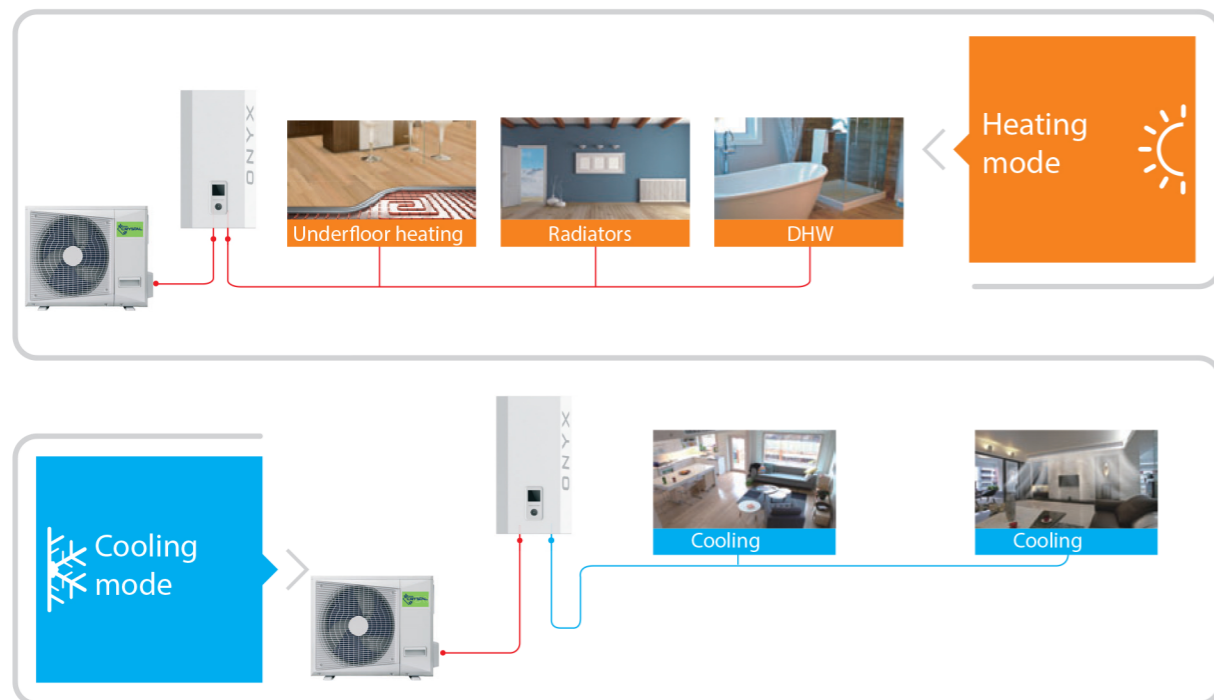 ONYX
Underfloor heating
Radiators
DHW
Heating
mode
Cooling
mode
ONYX
Cooling
Cooling